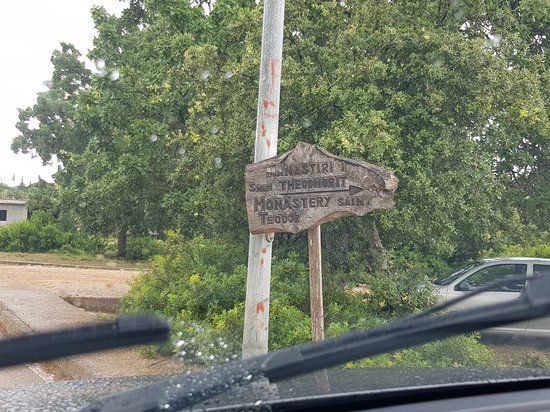 MANASTIRI I
SHEN THEODHORIT
MONASTERY SAINT
TEODOR